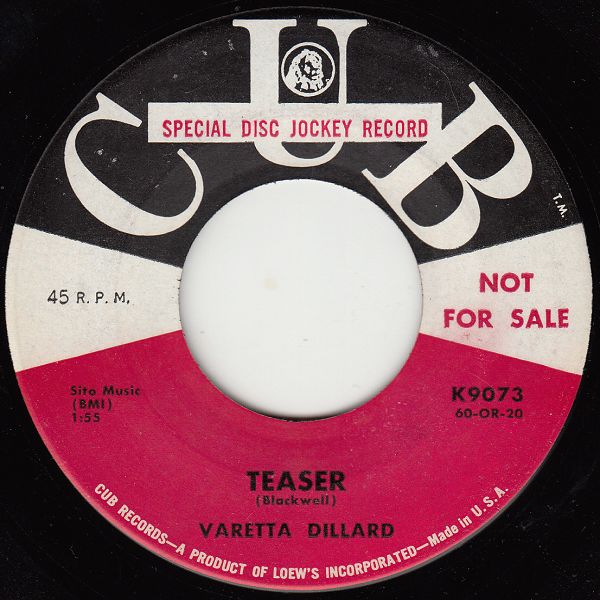 CUB
SPECIAL DISC JOCKEY RECORD
T.M.
45 R.P.M.
NOT
FOR SALE
Sito Music
(BMI)
1:55
K9073
60-OR-20
TEASER
(Blackwell)
VARETTA DILLARD
CUB RECORDS—A PRODUCT OF LOEW'S INCORPORATED—Made in U.S.A.